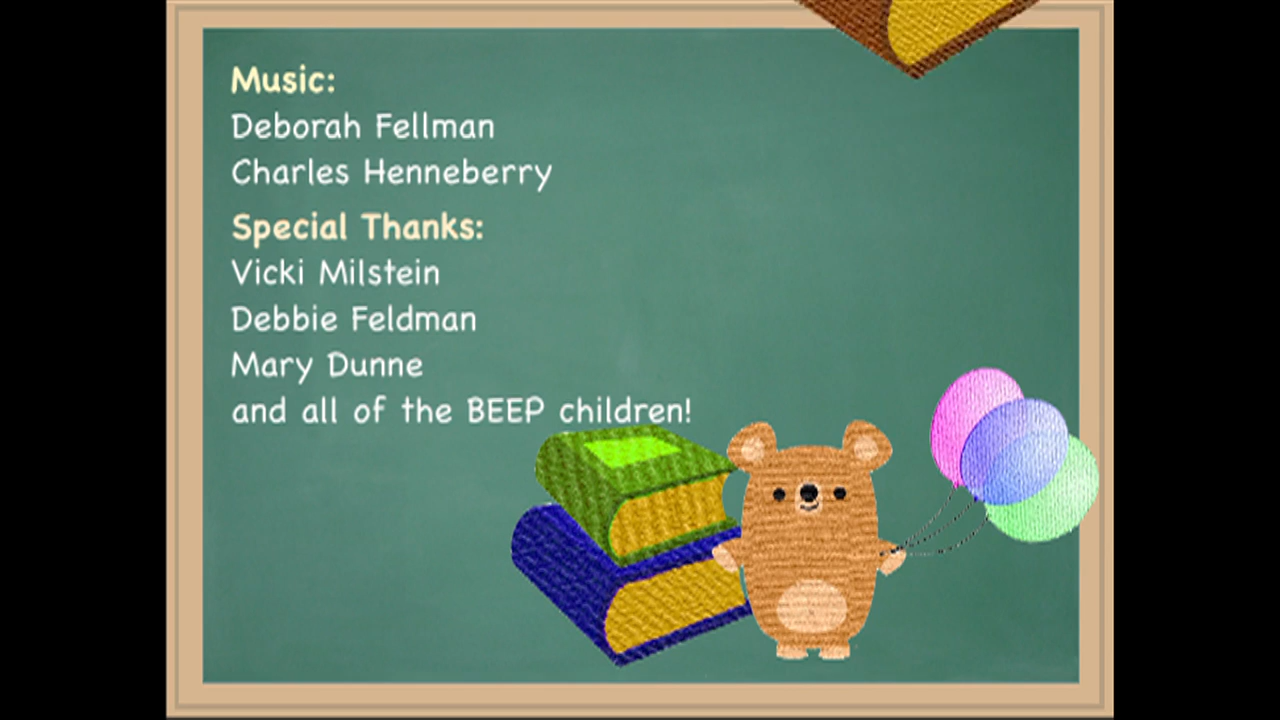 Music:
Deborah Fellman
Charles Henneberry
Special Thanks:
Vicki Milstein
Debbie Feldman
Mary Dunne
and all of the BEEP children!